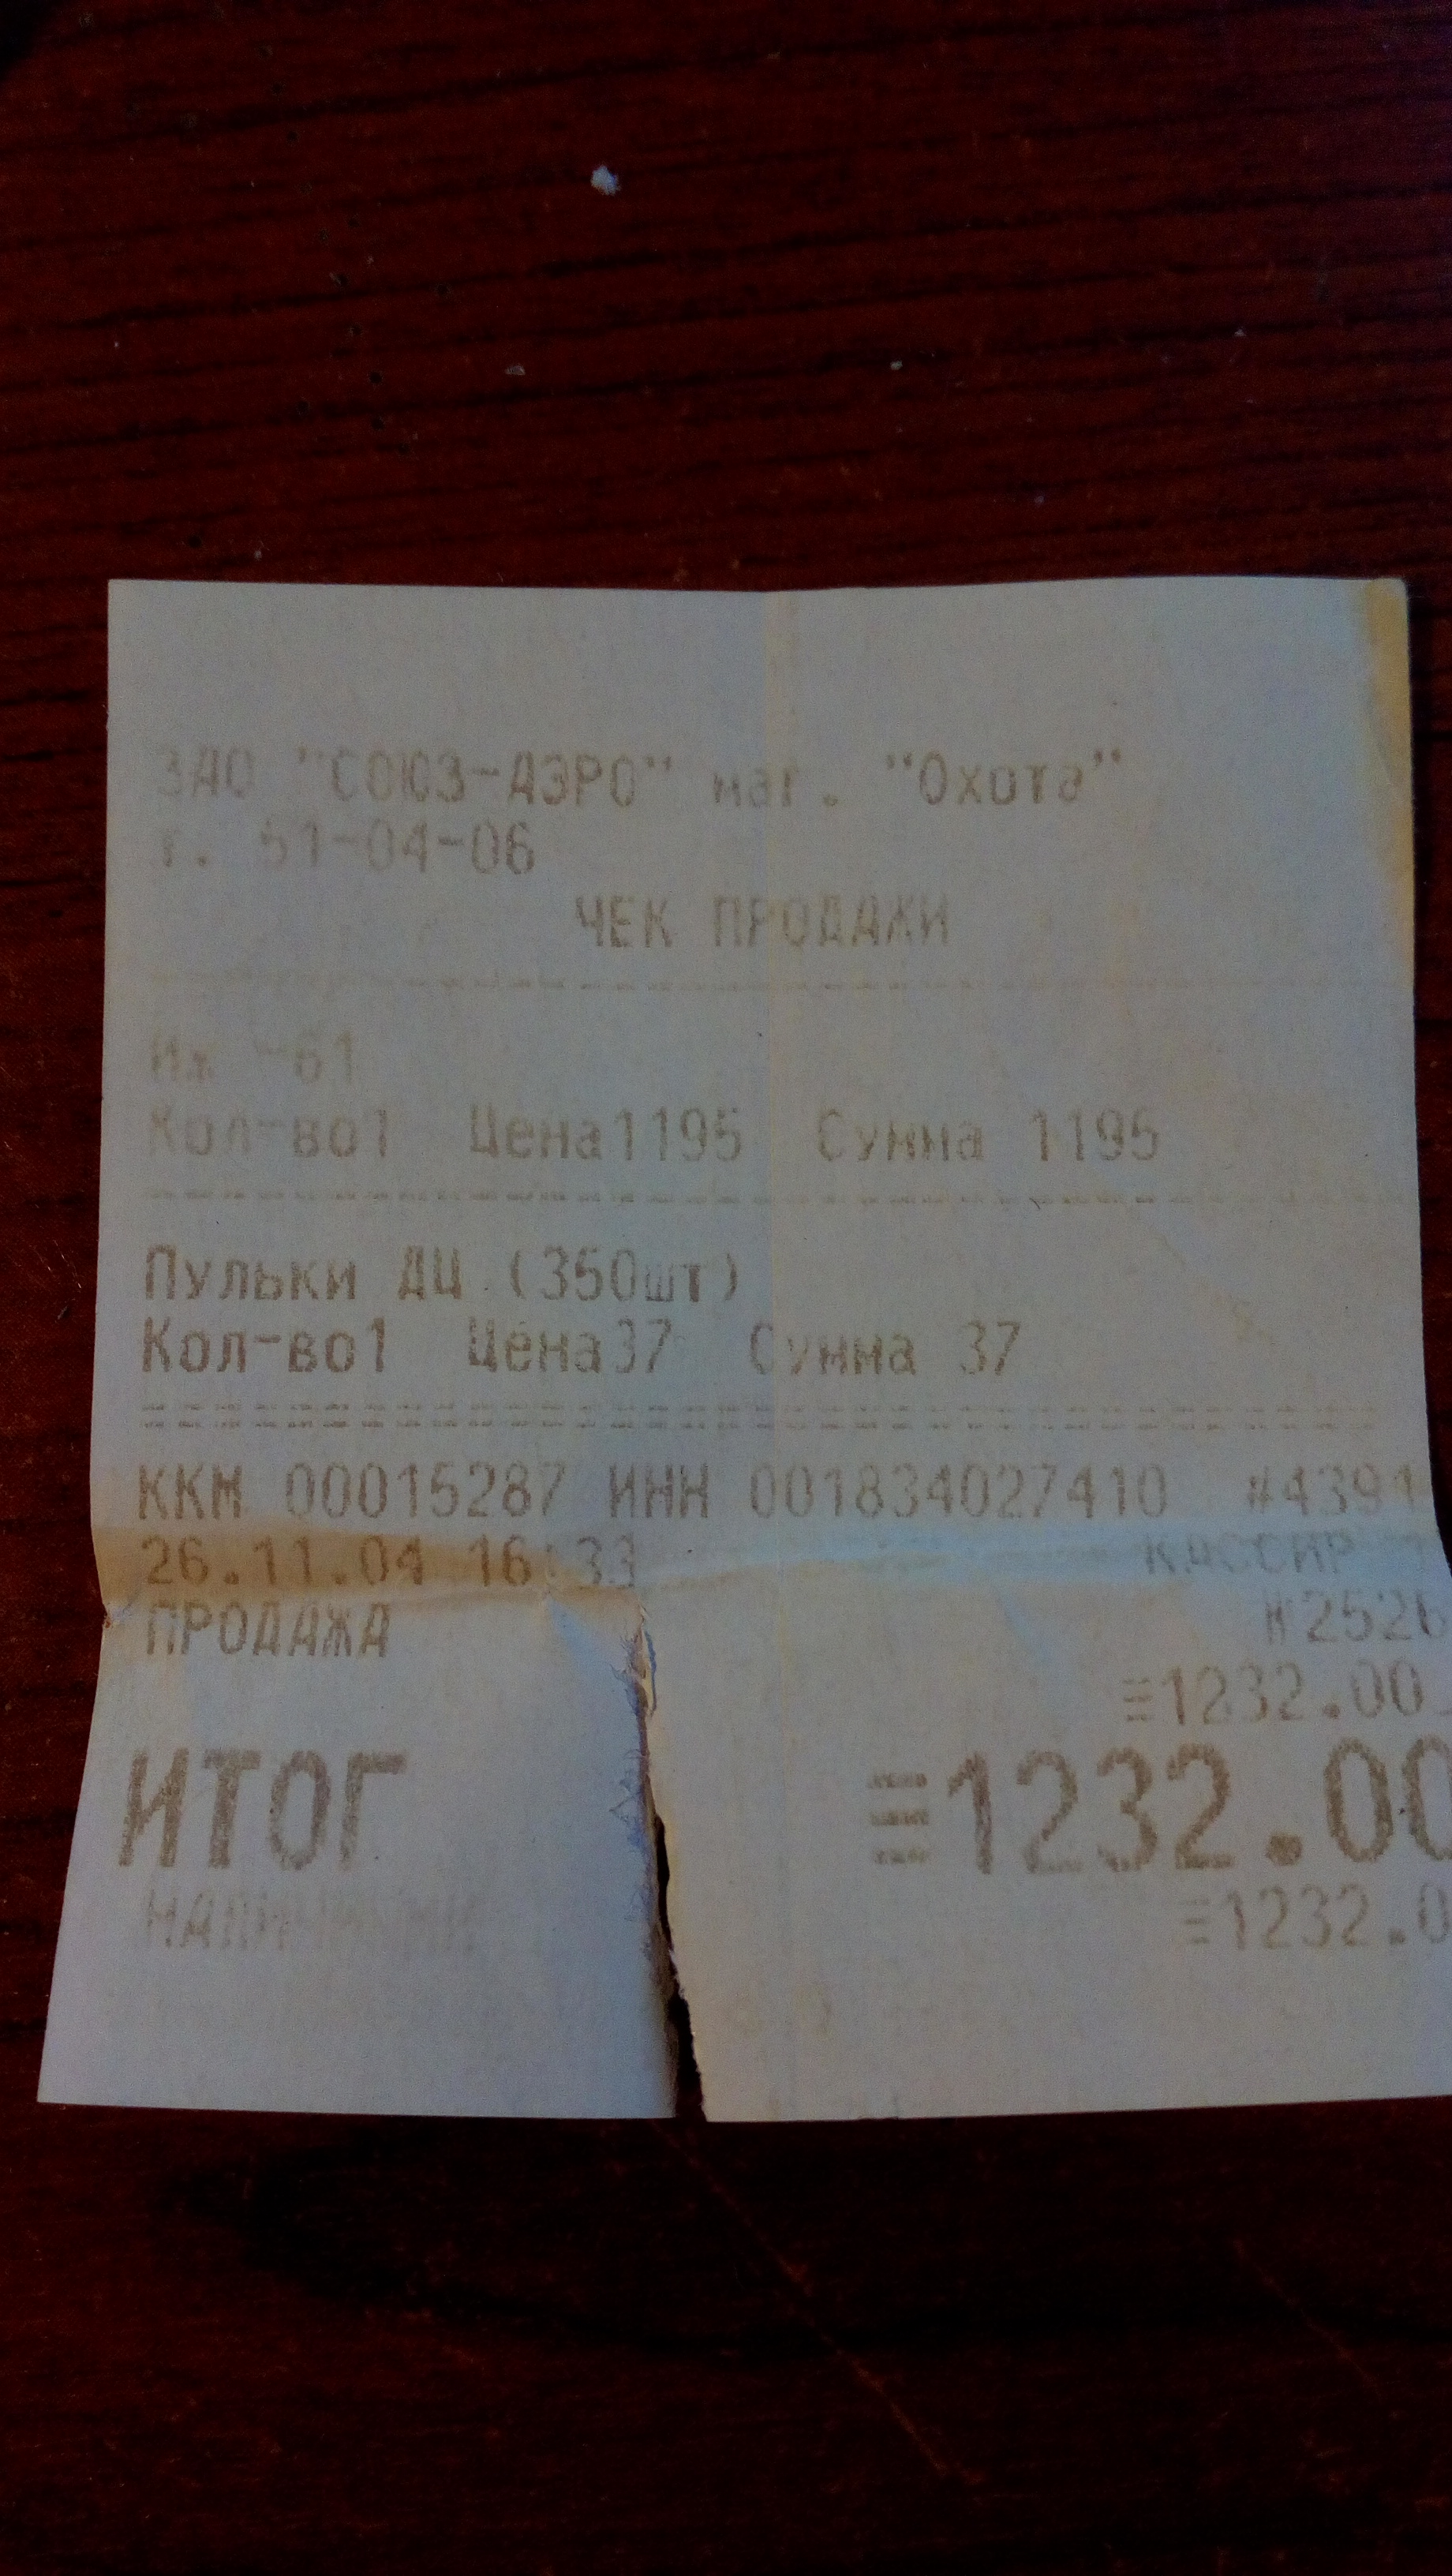 ЗАО "СОЮЗ-АЭРО" маг. "Охота"
т. 51-04-06
ЧЕК ПРОДАЖИ
Иж -61
Кол-во1 Цена1195 Сумма 1195
Пульки ДЦ (350шт)
Кол-во1 Цена37 Сумма 37
ККМ 00015287 ИНН 001834027410 #4391
26.11.04 16:33 КАССИР
ПРОДАЖА #2526
≡1232.00
ИТОГ ≡1232.00
НАЛИЧНЫМИ ≡1232.0